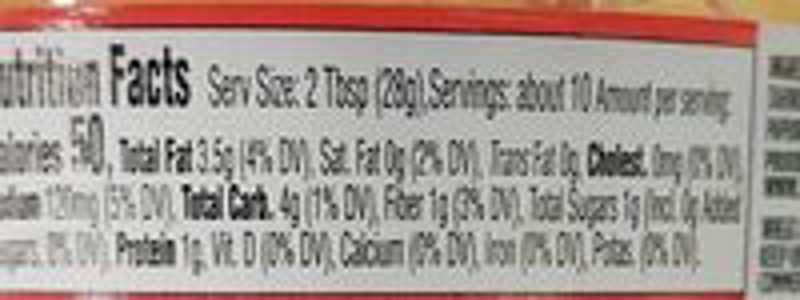 utrition Facts Serv Size: 2 Tbsp (28g), Servings: about 10 Amount per serving:
alories 50, Total Fat 3.5g (4% DV), Sat. Fat 0g (2% DV), Trans Fat 0g, Cholest. 0mg (0% DV)
dium 120mg (5% DV), Total Carb. 4g (1% DV), Fiber 1g (3% DV), Total Sugars 1g (Incl. 0g Added
ugars, 0% DV), Protein 1g, Vit. D (0% DV), Calcium (0% DV), Iron (0% DV), Potas. (0% DV).